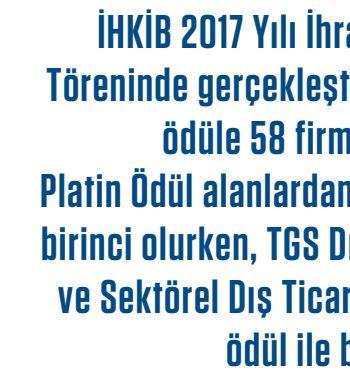 İHKİB 2017 Yılı İhra
Töreninde gerçekleşt
ödüle 58 firm
Platin Ödül alanlardan
birinci olurken, TGS D
ve Sektörel Dış Ticar
ödül ile b